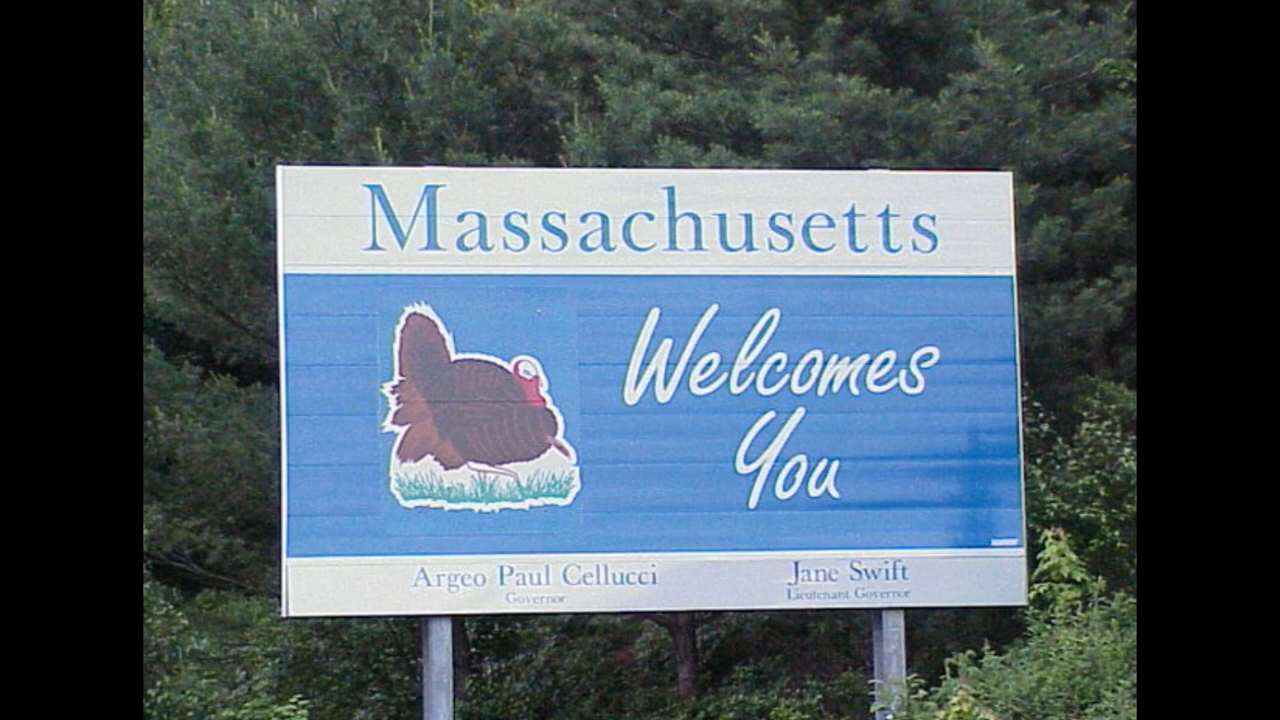 Massachusetts
Welcomes
You
Argeo Paul Cellucci
Governor
Jane Swift
Lieutenant Governor